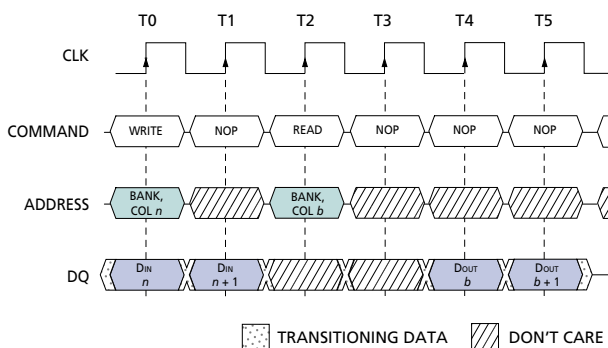 T0 T1 T2 T3 T4 T5
CLK
COMMAND WRITE NOP READ NOP NOP NOP
ADDRESS BANK, COL n BANK, COL b
DQ DIN n DIN n + 1 DOUT b DOUT b + 1
TRANSITIONING DATA DON'T CARE